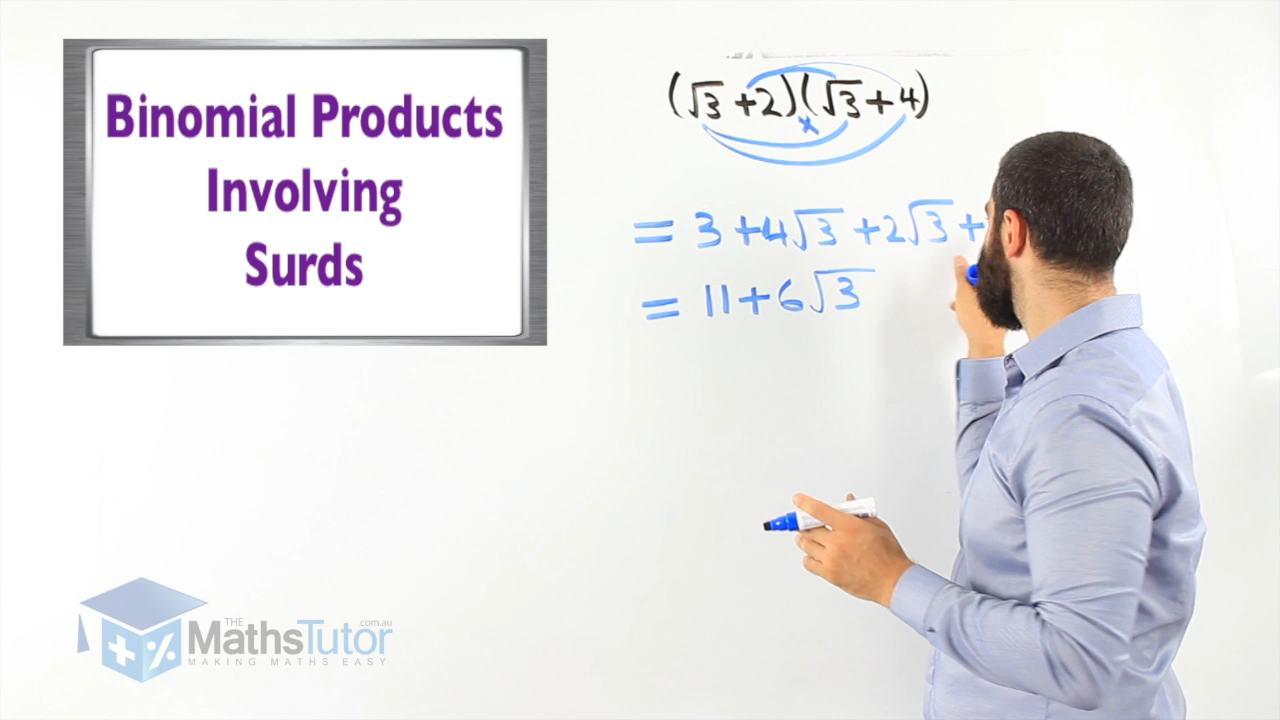 Binomial Products
Involving
Surds
(√3 +2)(√3+4)
×
= 3 +4√3 +2√3 +
= 11+6√3
THE
MathsTutor
.com.au
MAKING MATHS EASY